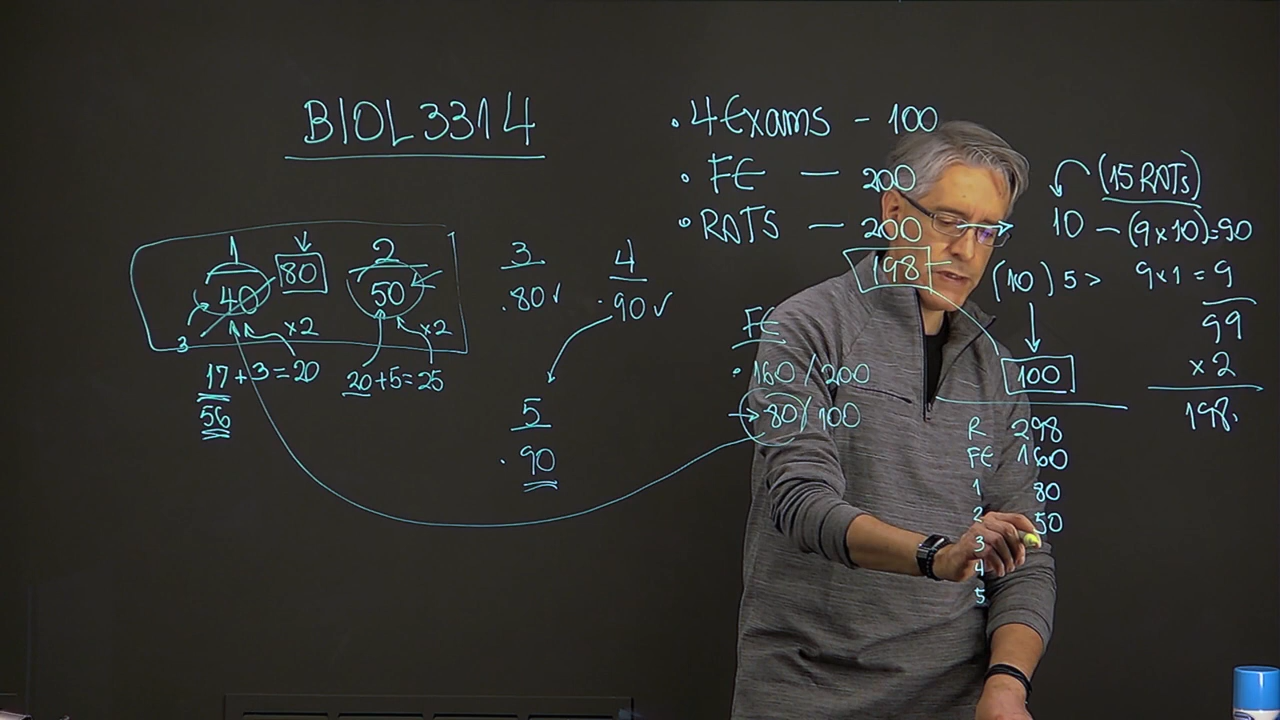 BIOL3314
• 4 Exams - 100
• FE — 200
• RATS — 200
198
(15 RATs)
10 - (9x10)=90
(10)5> 9x1=9
99
x2
198.
100
1
40
80
x2
3
17+3=20
56
2
50
x2
20+5=25
3
.80✓
4
.90✓
5
.90
FE
•160/200
→80/100
R 298
FE 160
1 80
2 50
3
4
5